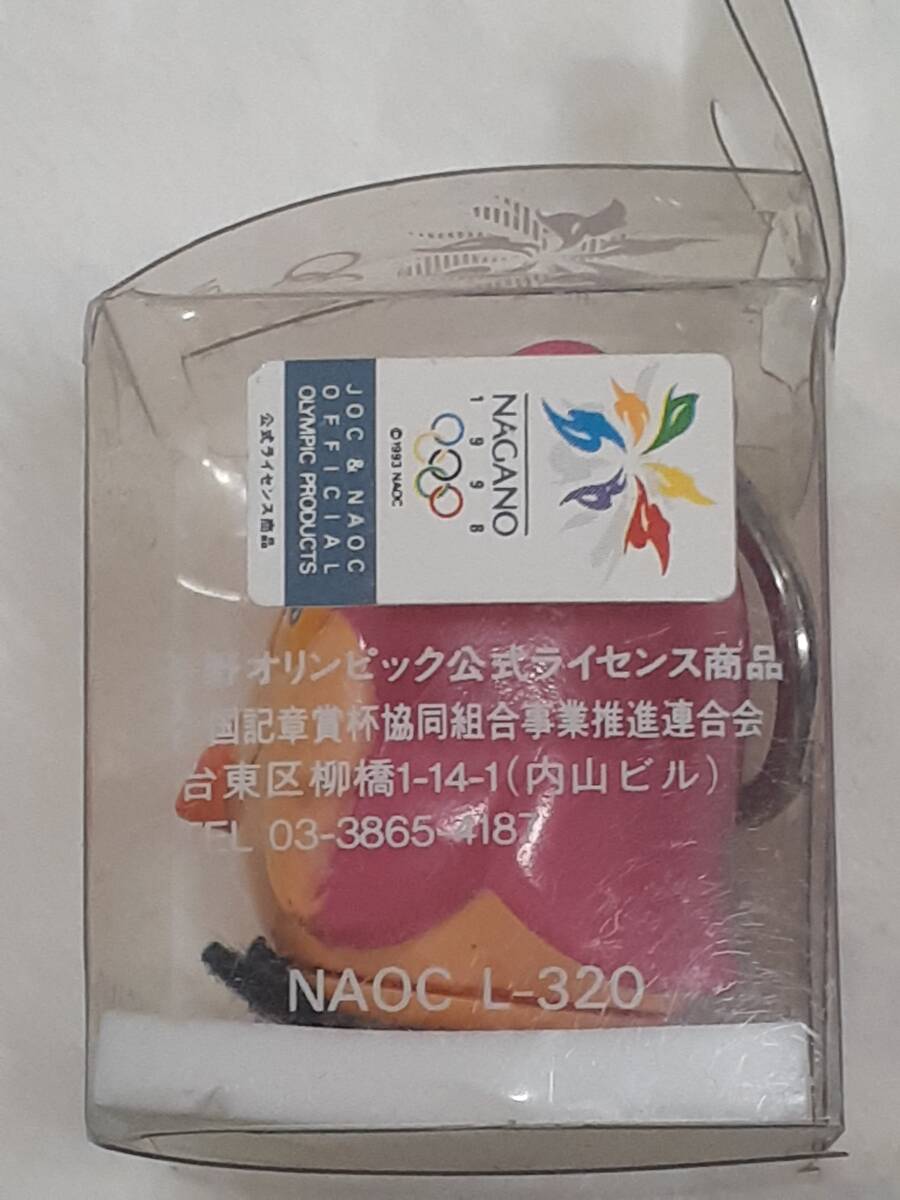 NAGANO
1998
©1993 NAOC
JOC & NAOC
OFFICIAL
OLYMPIC PRODUCTS
公式ライセンス商品
野オリンピック公式ライセンス商品
国記章賞杯協同組合事業推進連合会
台東区柳橋1-14-1(内山ビル)
TEL 03-3865-4187
NAOC L-320